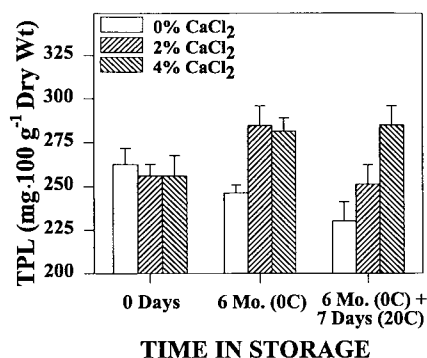 0% CaCl2
2% CaCl2
4% CaCl2
TPL (mg·100 g-1 Dry Wt)
325
300
275
250
225
200
0 Days
6 Mo. (0C)
6 Mo. (0C) +
7 Days (20C)
TIME IN STORAGE